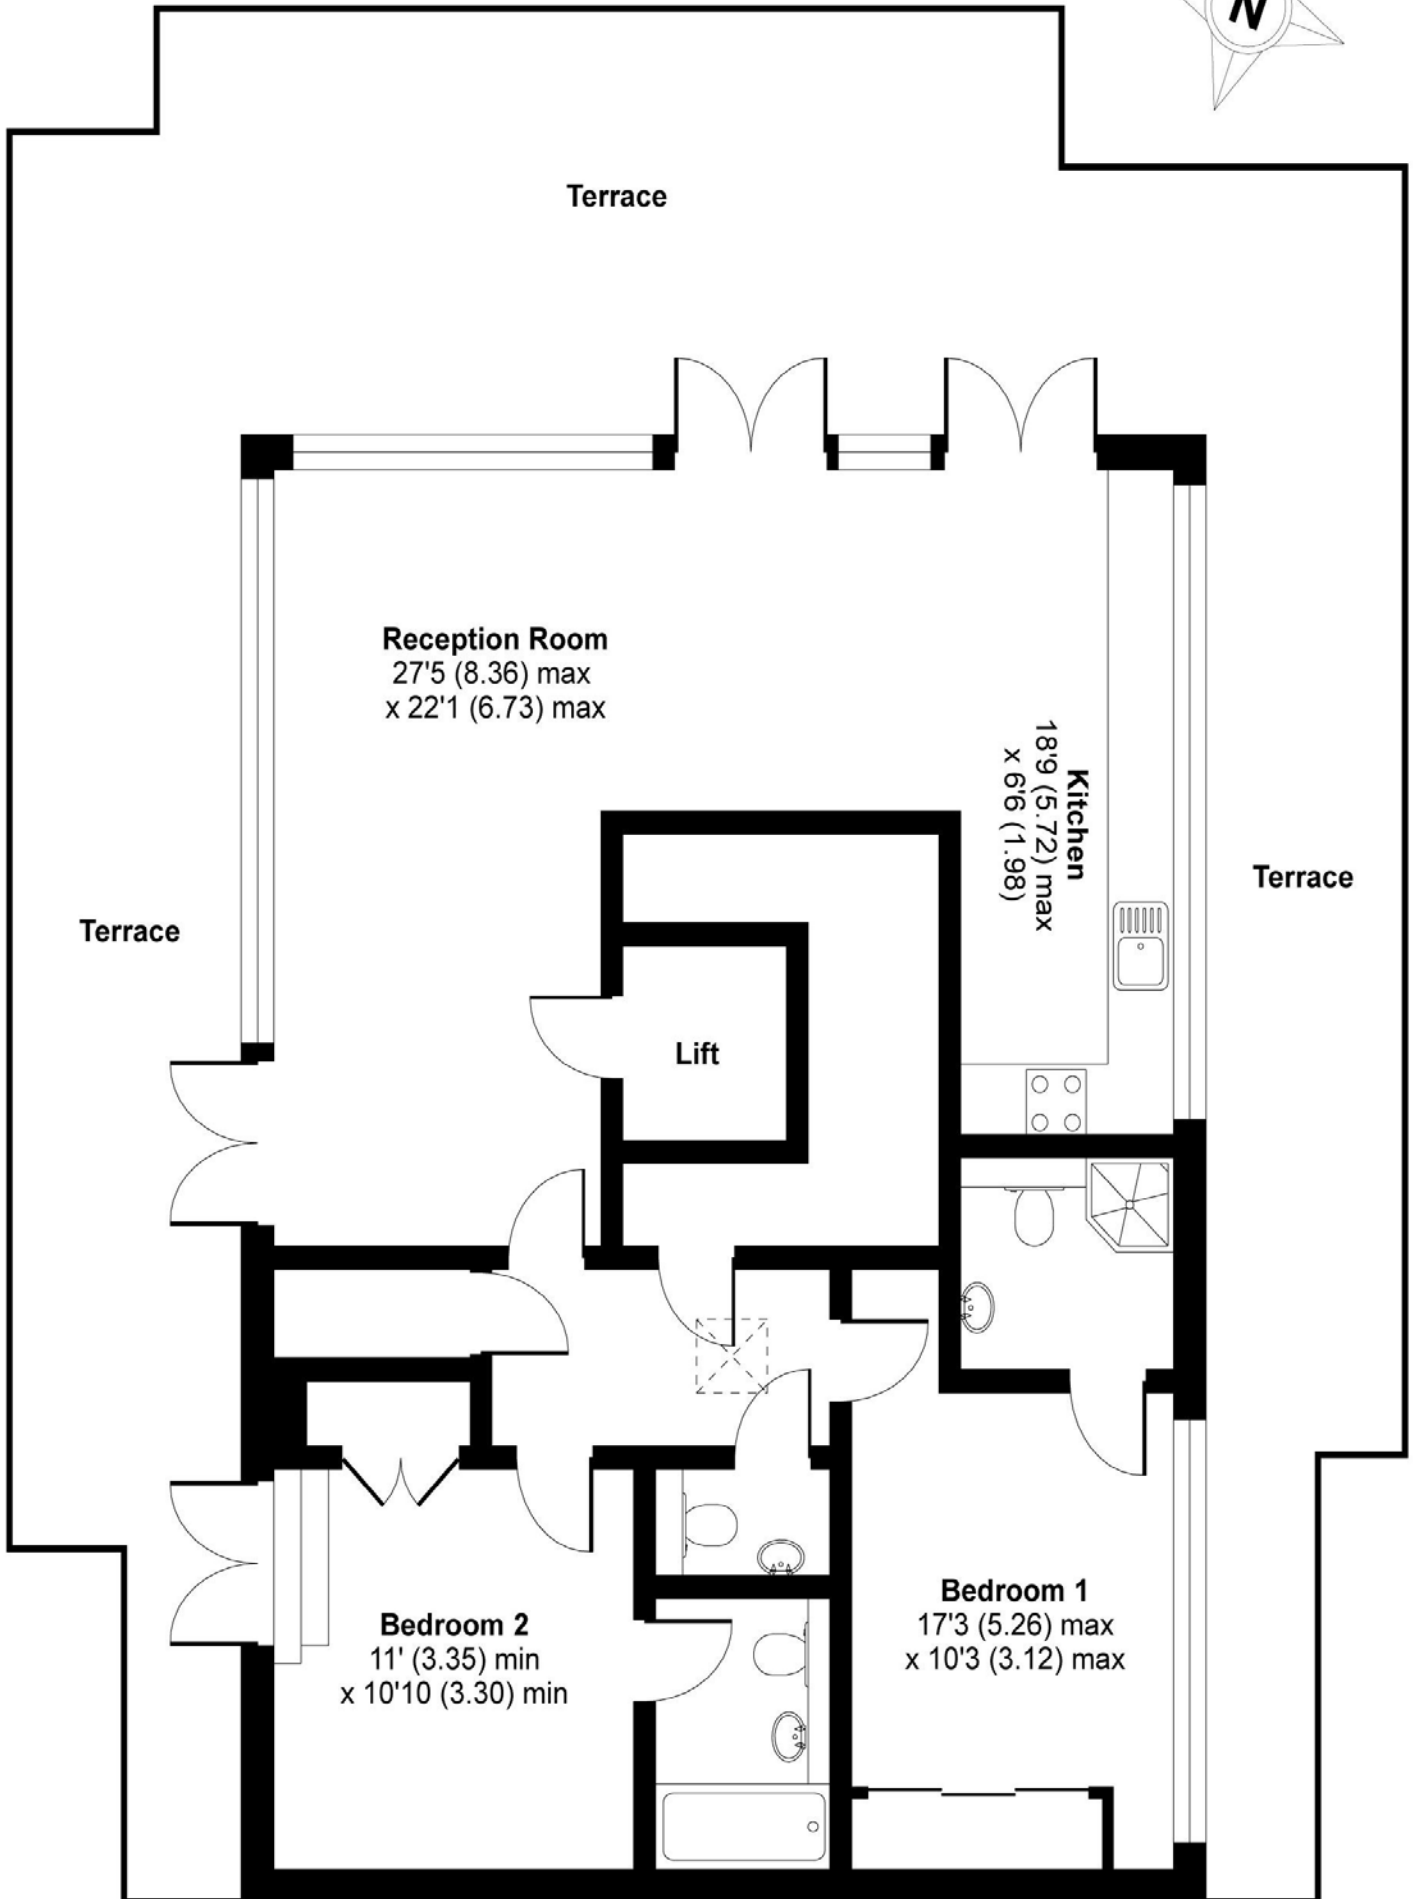 N
Terrace
Reception Room
27'5 (8.36) max
x 22'1 (6.73) max
Kitchen
18'9 (5.72) max
x 6'6 (1.98)
Terrace
Terrace
Lift
Bedroom 1
17'3 (5.26) max
x 10'3 (3.12) max
Bedroom 2
11' (3.35) min
x 10'10 (3.30) min